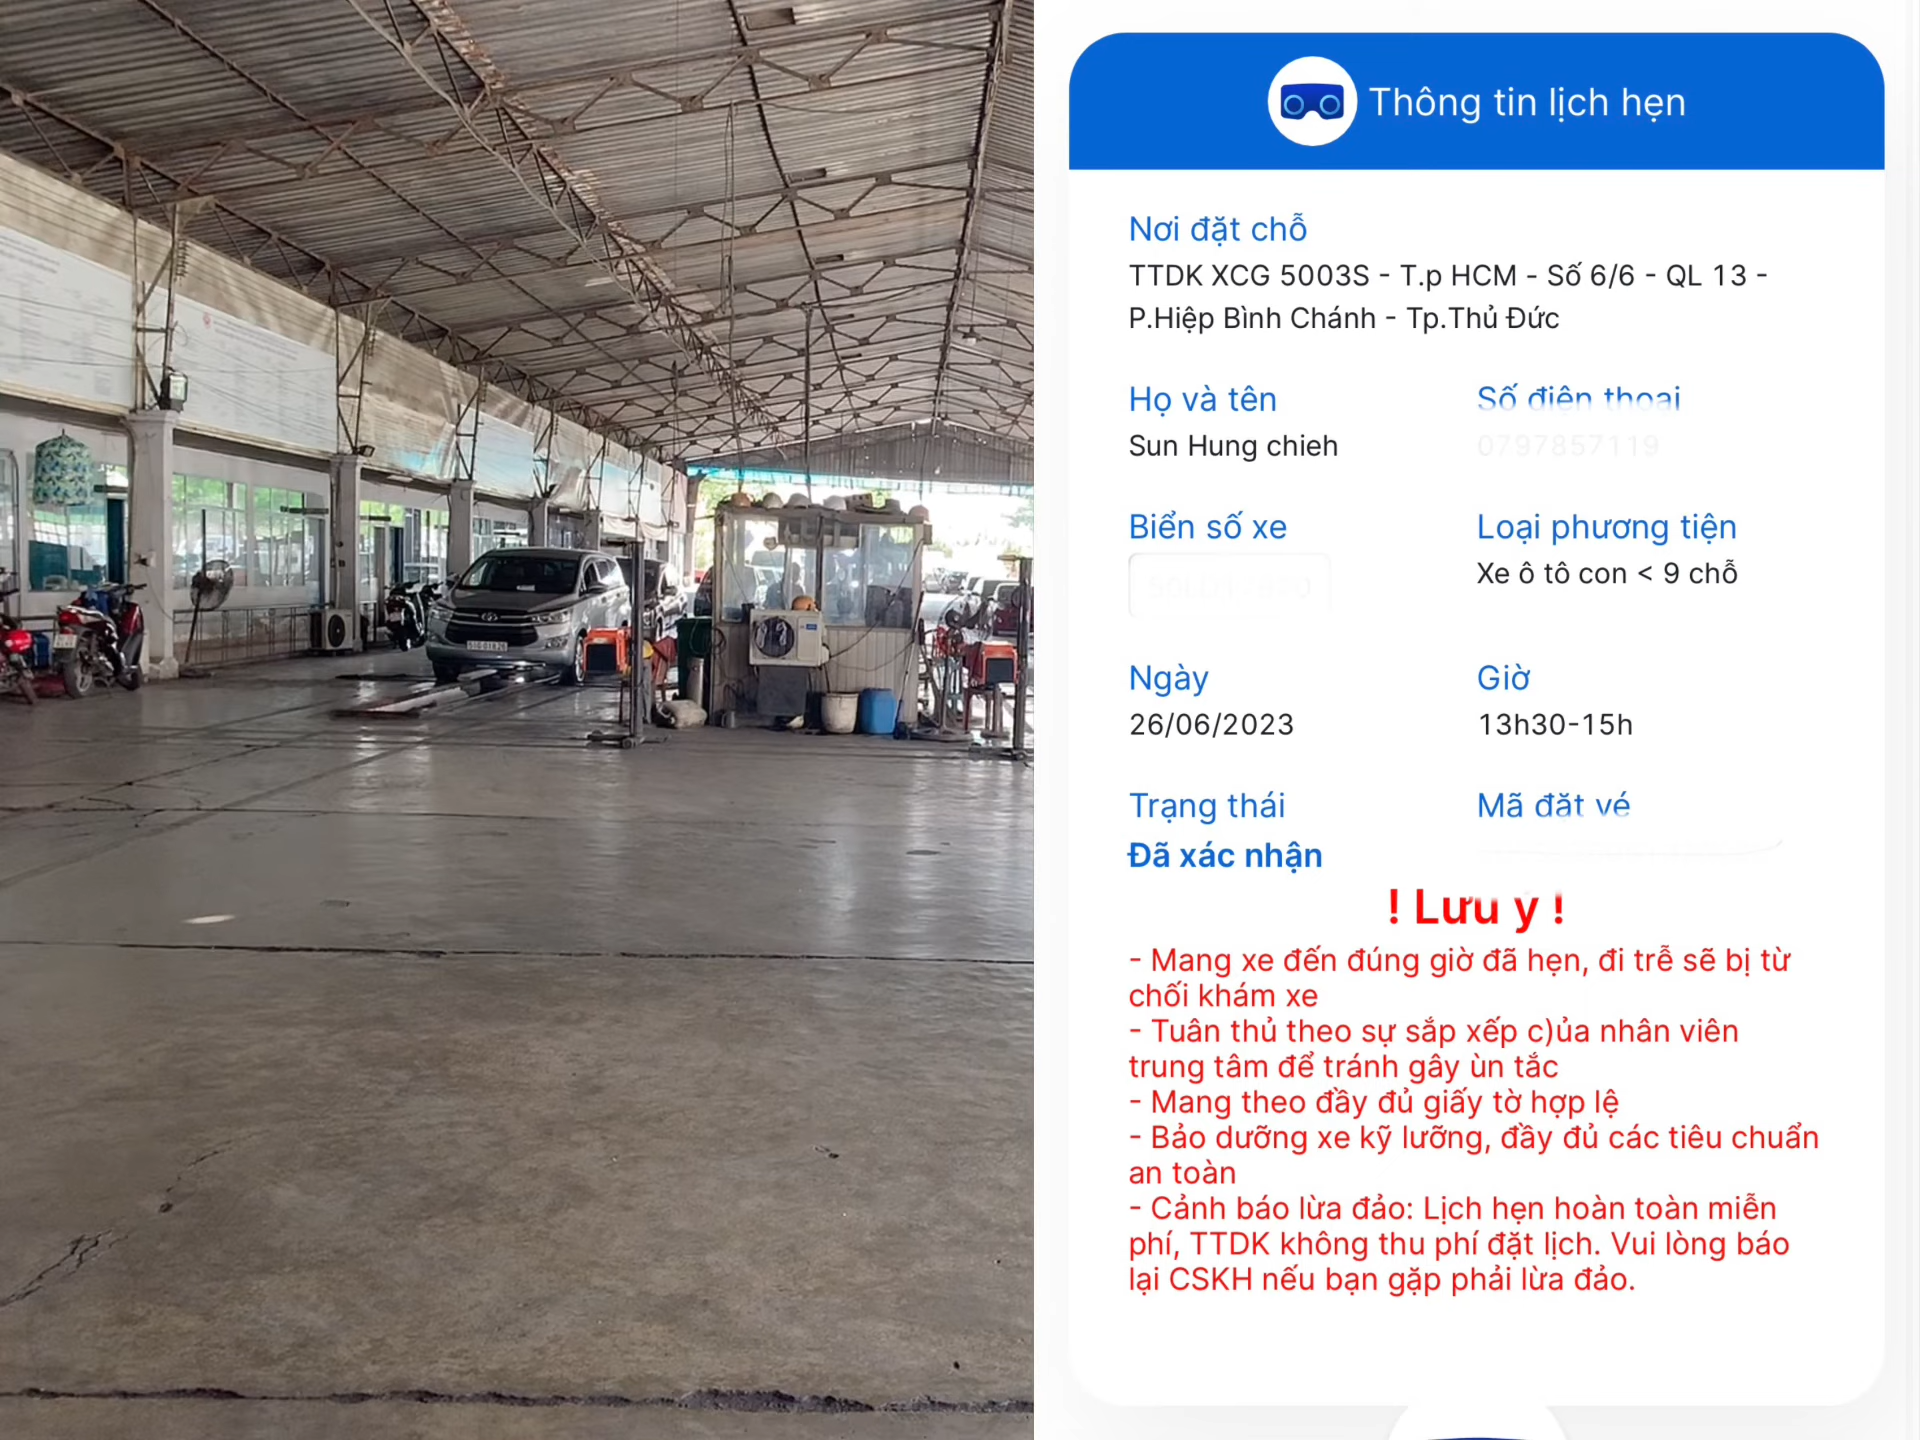 Thông tin lịch hẹn
Nơi đặt chỗ
TTDK XCG 5003S - T.p HCM - Số 6/6 - QL 13 -
P.Hiệp Bình Chánh - Tp.Thủ Đức
Họ và tên
Số điện thoại
Sun Hung chieh
Biển số xe
Loại phương tiện
Xe ô tô con < 9 chỗ
Ngày
Giờ
26/06/2023
13h30-15h
Trạng thái
Mã đặt vé
Đã xác nhận
! Lưu ý !
- Mang xe đến đúng giờ đã hẹn, đi trễ sẽ bị từ
chối khám xe
- Tuân thủ theo sự sắp xếp c)ủa nhân viên
trung tâm để tránh gây ùn tắc
- Mang theo đầy đủ giấy tờ hợp lệ
- Bảo dưỡng xe kỹ lưỡng, đầy đủ các tiêu chuẩn
an toàn
- Cảnh báo lừa đảo: Lịch hẹn hoàn toàn miễn
phí, TTDK không thu phí đặt lịch. Vui lòng báo
lại CSKH nếu bạn gặp phải lừa đảo.